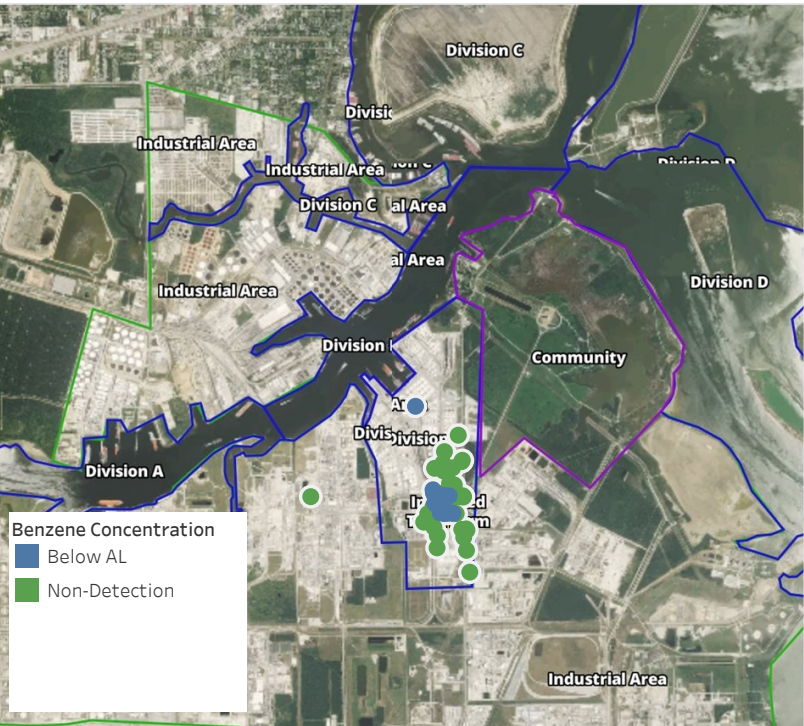 Division C
Industrial Area
Industrial Area
Division C
al Area
al Area
Division D
Industrial Area
Division
Community
Division
Division A
Industrial Area
Benzene Concentration
Below AL
Non-Detection